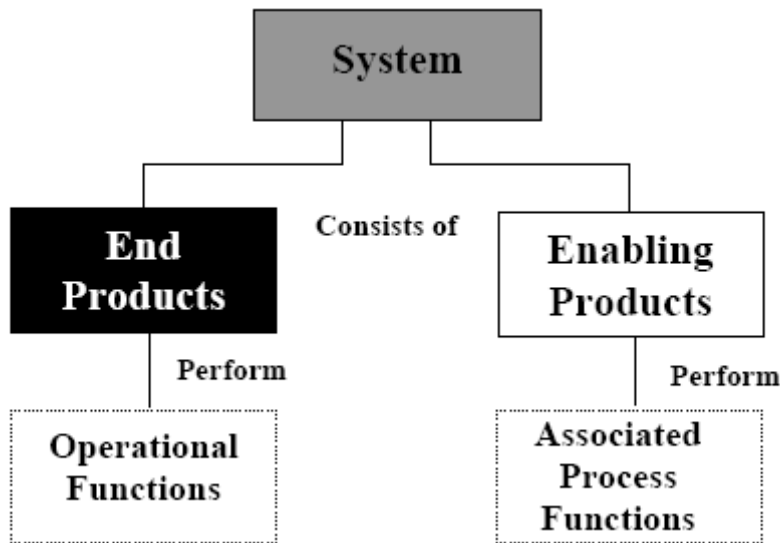 System
Consists of
End
Products
Enabling
Products
Perform
Perform
Operational
Functions
Associated
Process
Functions